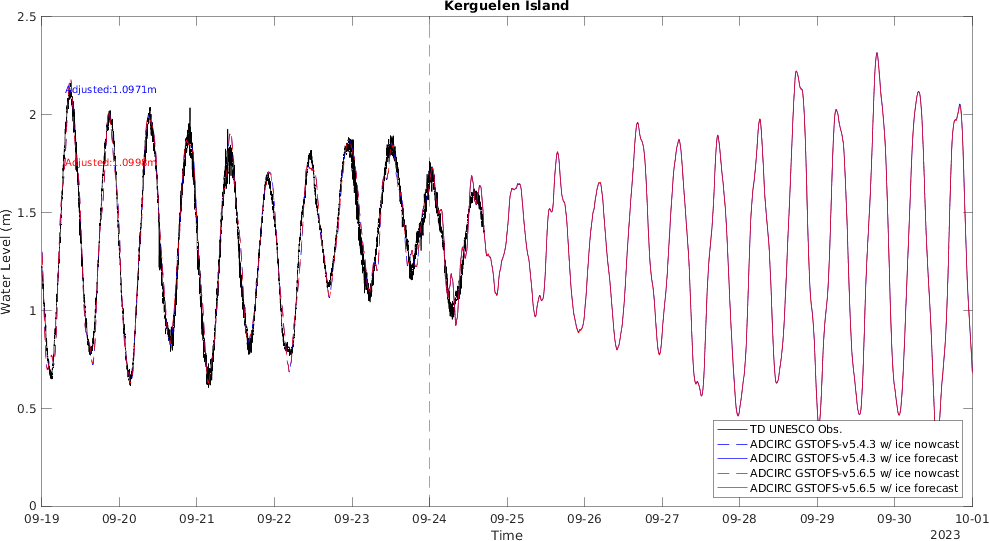 Kerguelen Island
2.5
2
1.5
1
0.5
0
Water Level (m)
Adjusted:1.0971m
Adjusted:1.0998m
TD UNESCO Obs.
ADCIRC GSTOFS-v5.4.3 w/ ice nowcast
ADCIRC GSTOFS-v5.4.3 w/ ice forecast
ADCIRC GSTOFS-v5.6.5 w/ ice nowcast
ADCIRC GSTOFS-v5.6.5 w/ ice forecast
09-19 09-20 09-21 09-22 09-23 09-24 09-25 09-26 09-27 09-28 09-29 09-30 10-01
Time
2023